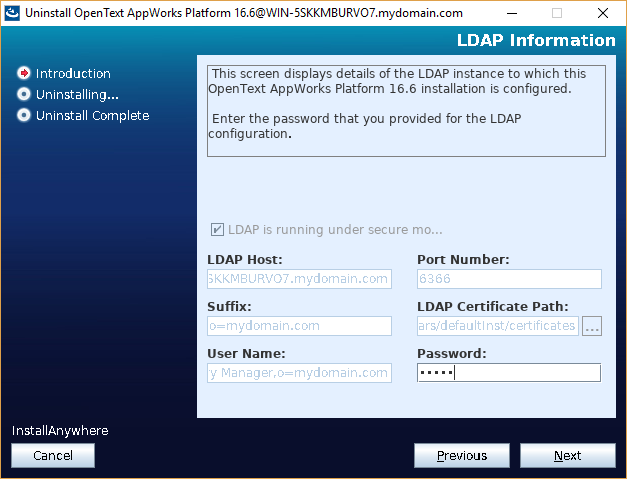 Uninstall OpenText AppWorks Platform 16.6@WIN-5SKKMBURVO7.mydomain.com
LDAP Information
Introduction
Uninstalling...
Uninstall Complete
This screen displays details of the LDAP instance to which this
OpenText AppWorks Platform 16.6 installation is configured.
Enter the password that you provided for the LDAP
configuration.
LDAP is running under secure mo...
LDAP Host:
Port Number:
SKKMBURVO7.mydomain.com
6366
Suffix:
LDAP Certificate Path:
o=mydomain.com
ars/defaultInst/certificates
...
User Name:
Password:
y Manager,o=mydomain.com
•••••
InstallAnywhere
Cancel
Previous
Next